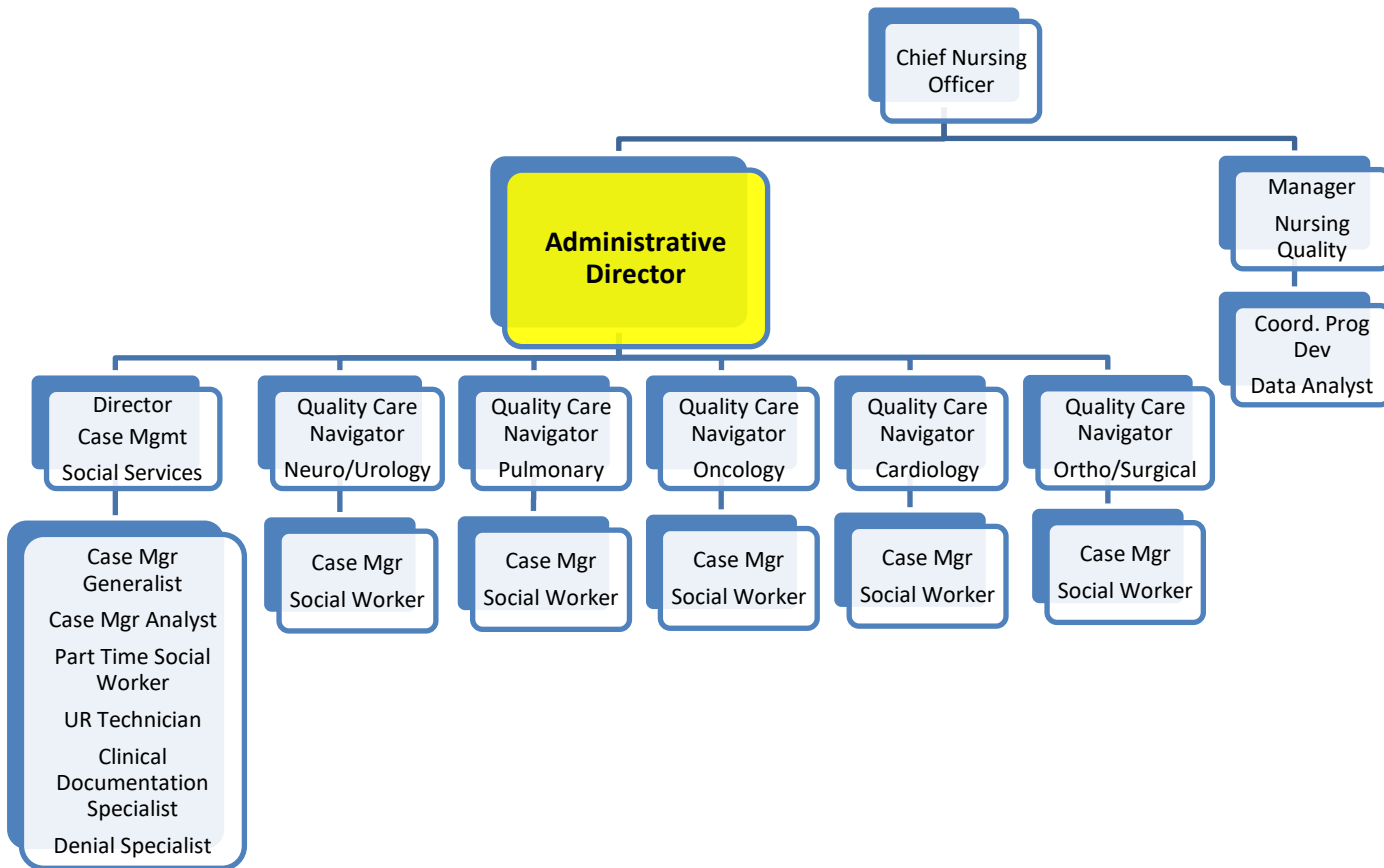 Chief Nursing
Officer
Administrative
Director
Manager
Nursing
Quality
Coord. Prog
Dev
Data Analyst
Director
Case Mgmt
Social Services
Quality Care
Navigator
Neuro/Urology
Quality Care
Navigator
Pulmonary
Quality Care
Navigator
Oncology
Quality Care
Navigator
Cardiology
Quality Care
Navigator
Ortho/Surgical
Case Mgr
Generalist
Case Mgr Analyst
Part Time Social
Worker
UR Technician
Clinical
Documentation
Specialist
Denial Specialist
Case Mgr
Social Worker
Case Mgr
Social Worker
Case Mgr
Social Worker
Case Mgr
Social Worker
Case Mgr
Social Worker